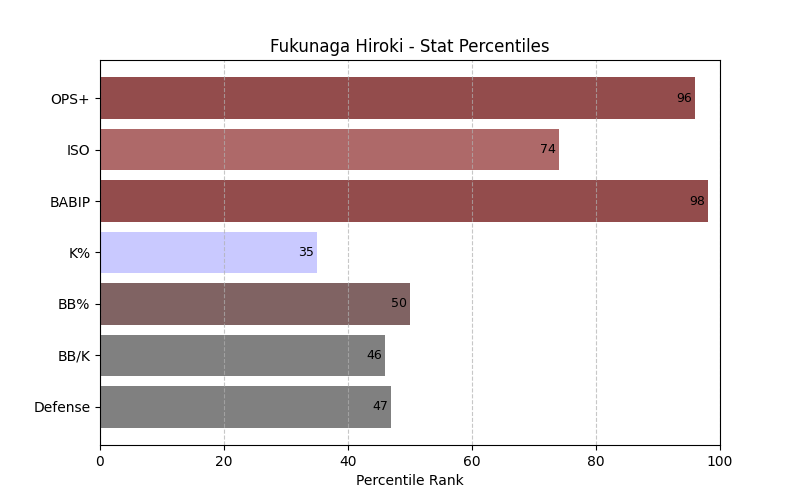 Fukunaga Hiroki - Stat Percentiles
OPS+ 96
ISO 74
BABIP 98
K% 35
BB% 50
BB/K 46
Defense 47
0 20 40 60 80 100
Percentile Rank